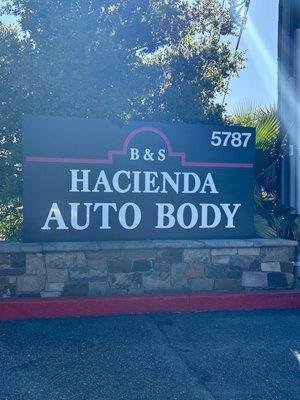 5787
B & S
HACIENDA
AUTO BODY